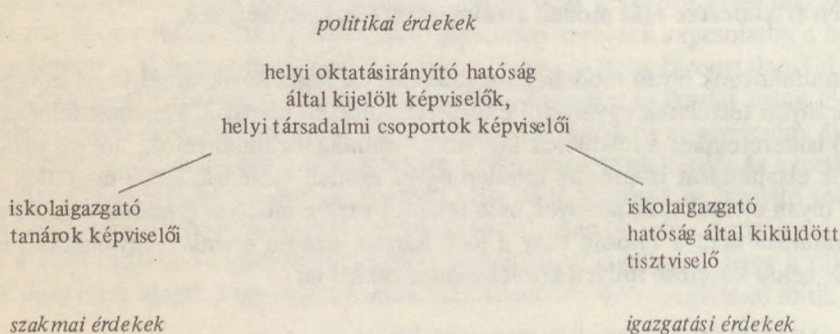 politikai érdekek
helyi oktatásirányító hatóság
által kijelölt képviselők,
helyi társadalmi csoportok képviselői
iskolaigazgató
tanárok képviselői
iskolaigazgató
hatóság által kiküldött
tisztviselő
szakmai érdekek
igazgatási érdekek